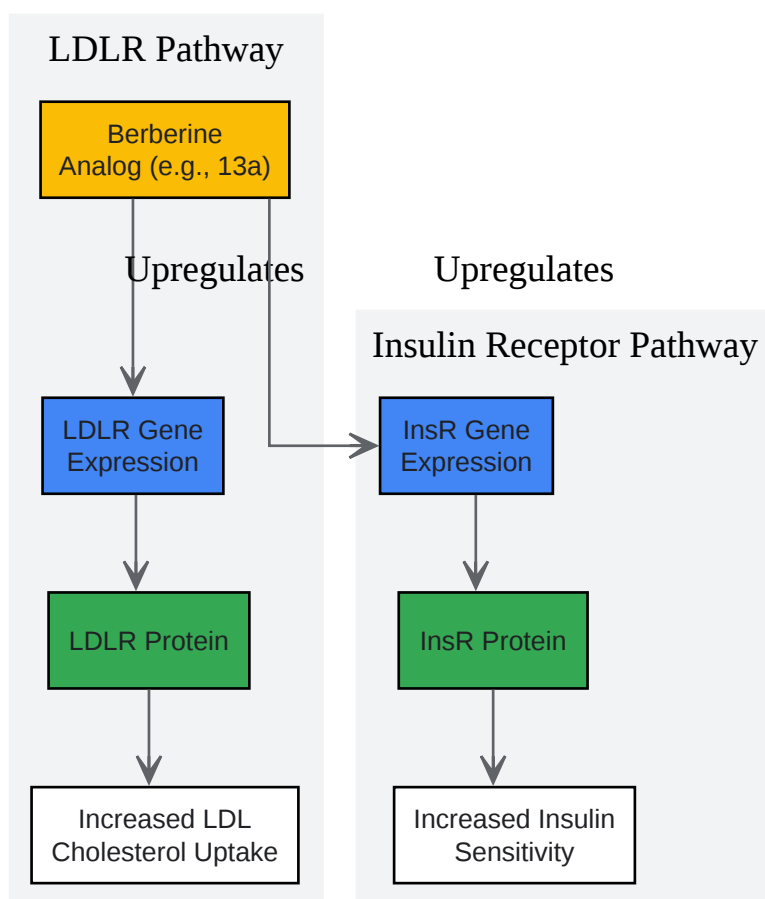 LDLR Pathway
Berberine
Analog (e.g., 13a)
Upregulates
Upregulates
Insulin Receptor Pathway
LDLR Gene
Expression
InsR Gene
Expression
LDLR Protein
InsR Protein
Increased LDL
Cholesterol Uptake
Increased Insulin
Sensitivity